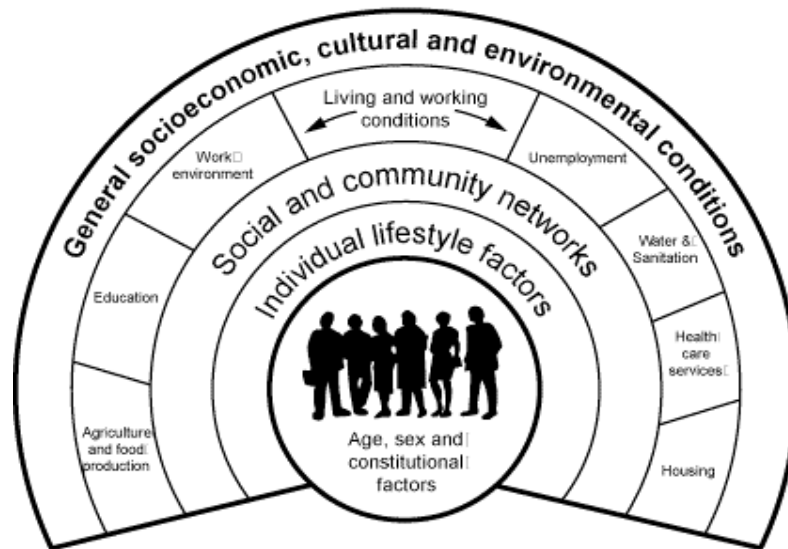 General socioeconomic, cultural and environmental conditions
Living and working
conditions
Work
environment
Unemployment
Education
Water &
Sanitation
Agriculture
and food
production
Health
care
services
Housing
Social and community networks
Individual lifestyle factors
Age, sex and
constitutional
factors